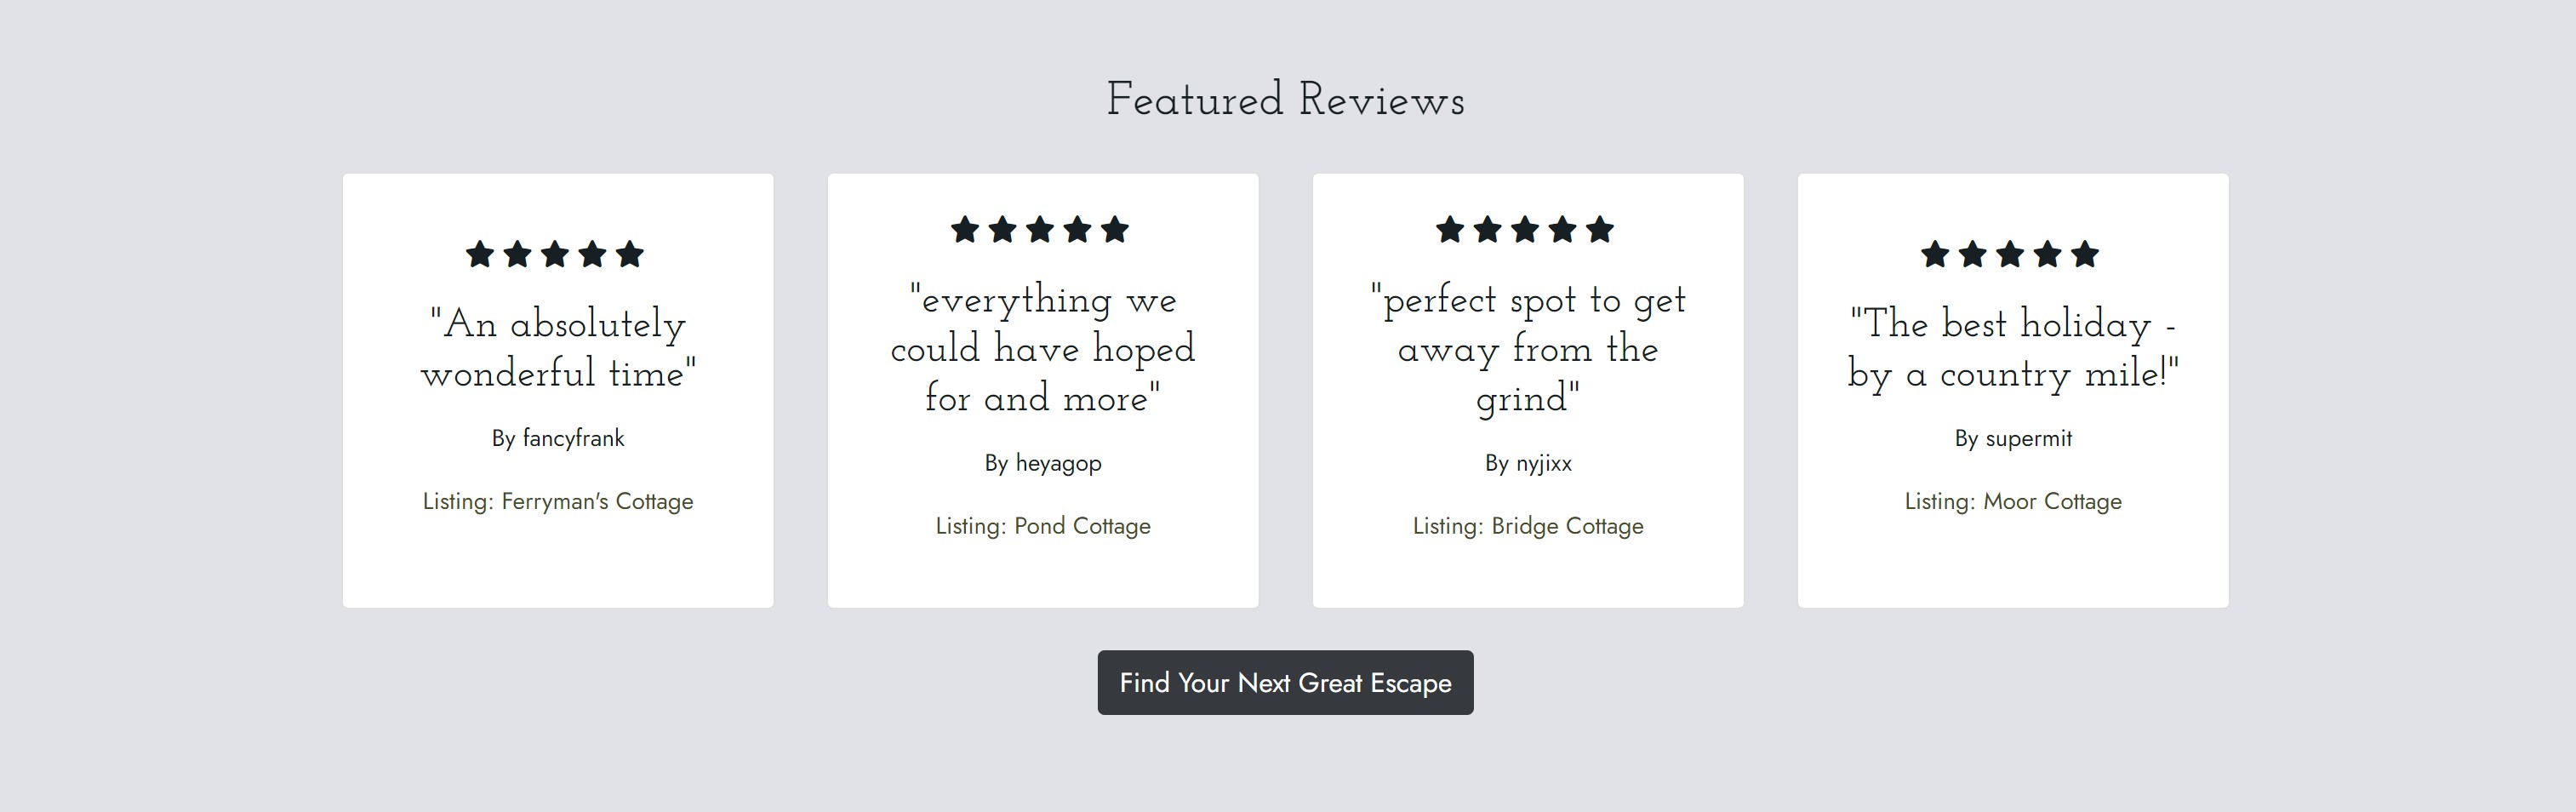 Featured Reviews
"An absolutely
wonderful time"
By fancyfrank
Listing: Ferryman's Cottage
"everything we
could have hoped
for and more"
By heyagop
Listing: Pond Cottage
"perfect spot to get
away from the
grind"
By nyjixx
Listing: Bridge Cottage
"The best holiday -
by a country mile!"
By supermit
Listing: Moor Cottage
Find Your Next Great Escape